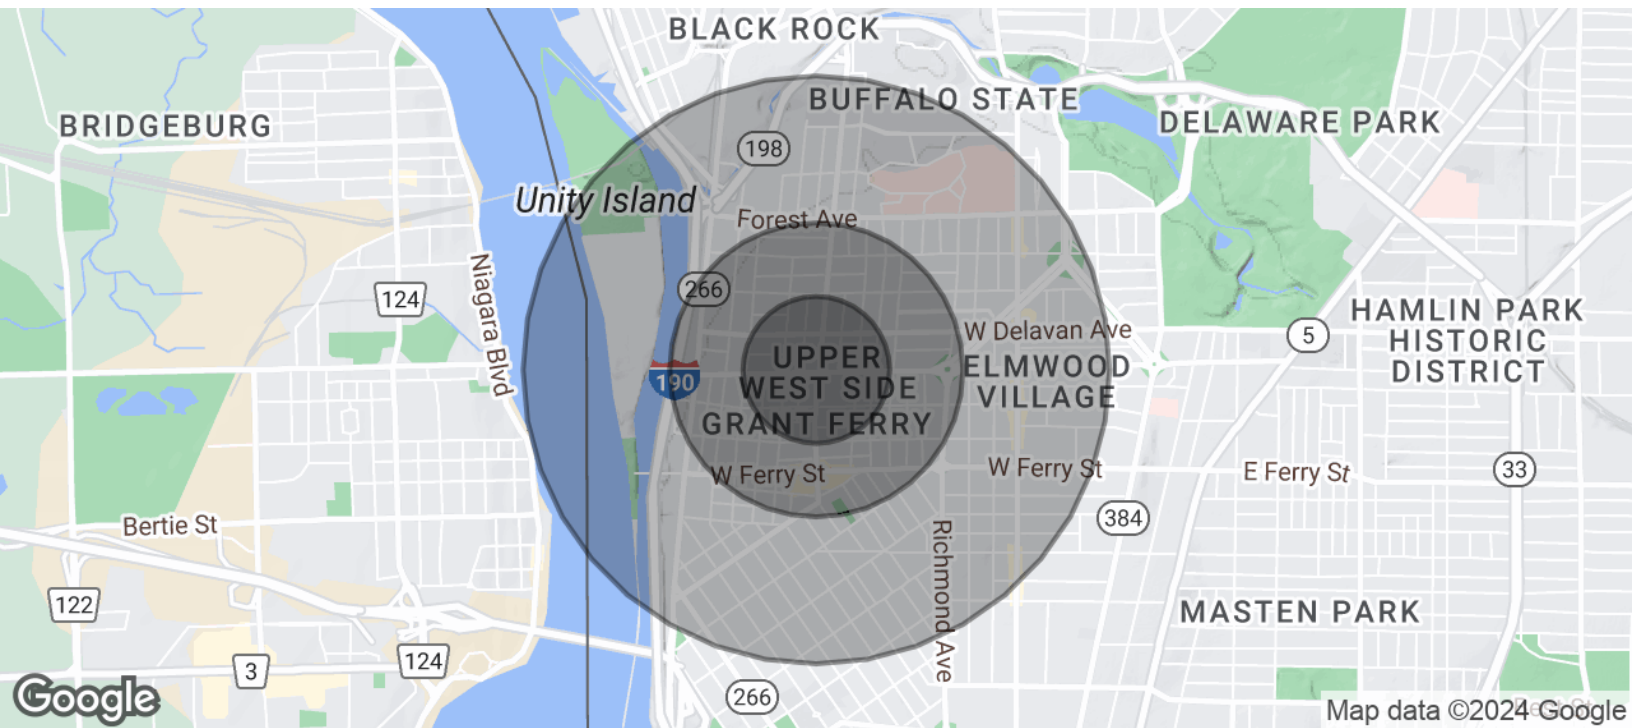 BLACK ROCK
BUFFALO STATE
BRIDGEBURG
DELAWARE PARK
198
Unity Island
Forest Ave
Niagara Blvd
124
266
W Delavan Ave
5
HAMLIN PARK
HISTORIC
DISTRICT
UPPER
WEST SIDE
GRANT FERRY
190
ELMWOOD
VILLAGE
W Ferry St
W Ferry St
E Ferry St
33
Bertie St
384
Richmond Ave
122
MASTEN PARK
3
124
266
Google
Map data ©2024 Google